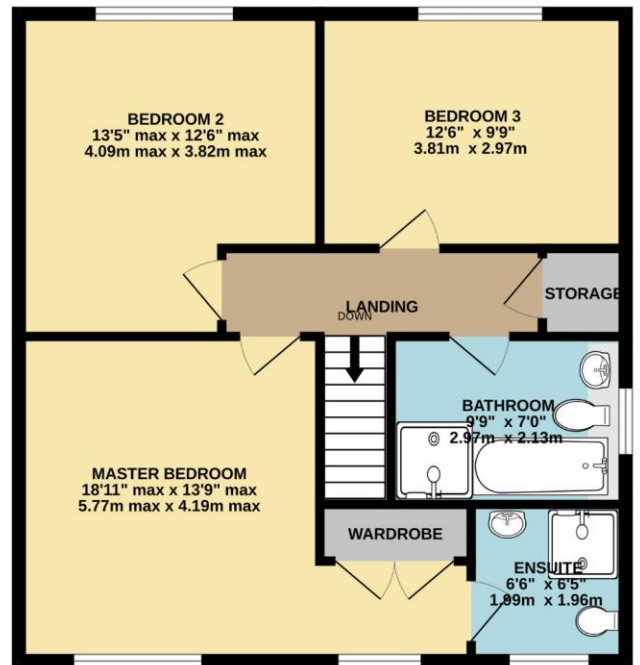 BEDROOM 2
13'5" max x 12'6" max
4.09m max x 3.82m max
BEDROOM 3
12'6" x 9'9"
3.81m x 2.97m
LANDING
DOWN
STORAGE
BATHROOM
9'9" x 7'0"
2.97m x 2.13m
MASTER BEDROOM
18'11" max x 13'9" max
5.77m max x 4.19m max
WARDROBE
ENSUITE
6'6" x 6'5"
1.99m x 1.96m